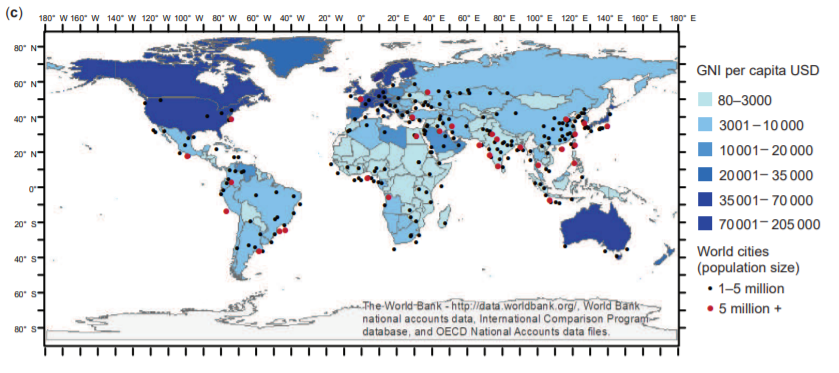 (c)
180° W 160° W 140° W 120° W 100° W 80° W 60° W 40° W 20° W 0° 20° E 40° E 60° E 80° E 100° E 120° E 140° E 160° E 180° E
80° N
60° N
40° N
20° N
0°
20° S
40° S
60° S
80° S
The World Bank - http://data.worldbank.org/, World Bank
national accounts data, International Comparison Program
database, and OECD National Accounts data files.
GNI per capita USD
80–3000
3001–10 000
10 001–20 000
20 001–35 000
35 001–70 000
70 001–205 000
World cities
(population size)
1–5 million
5 million +